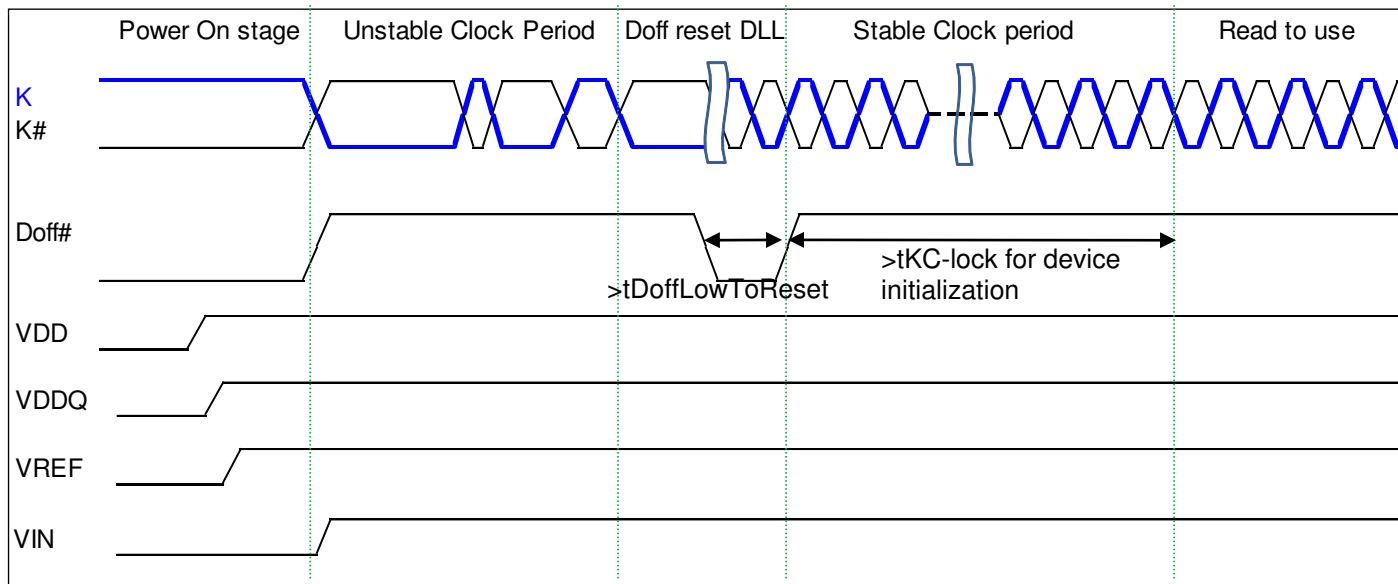 Power On stage
Unstable Clock Period
Doff reset DLL
Stable Clock period
Read to use
K
K#
Doff#
>tDoffLowToReset
>tKC-lock for device
initialization
VDD
VDDQ
VREF
VIN